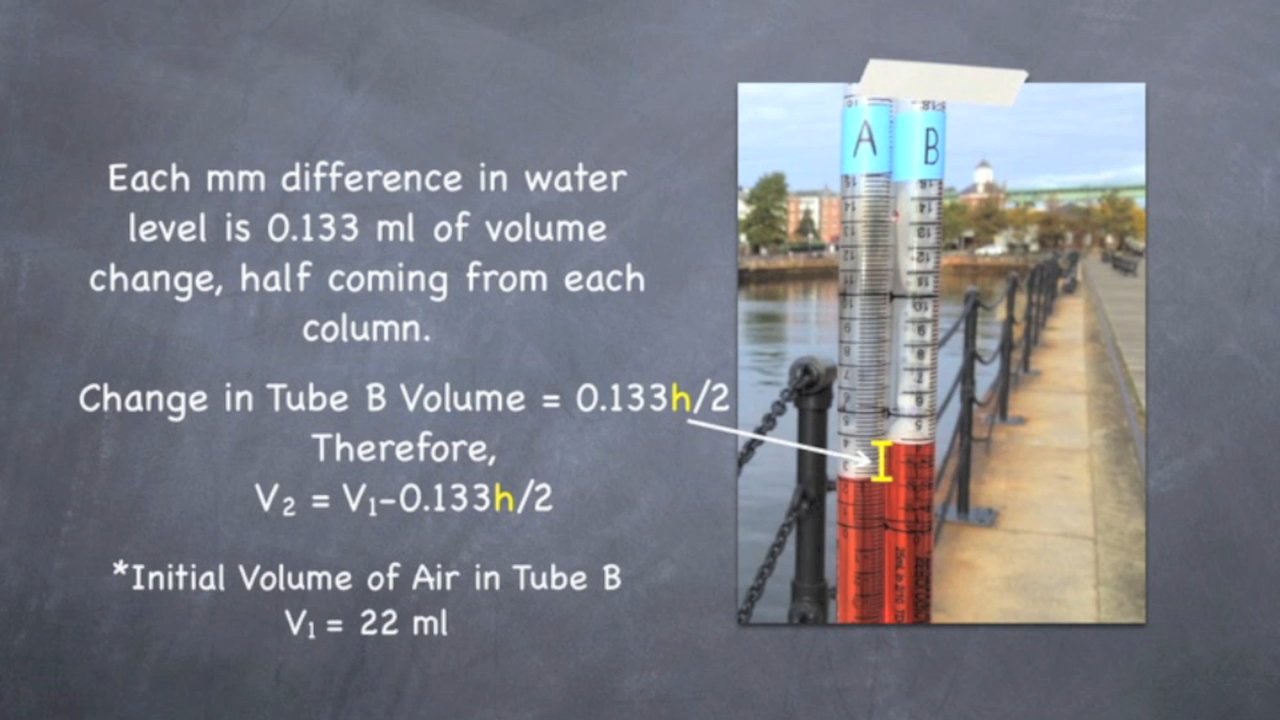 Each mm difference in water
level is 0.133 ml of volume
change, half coming from each
column.
Change in Tube B Volume = 0.133h/2
Therefore,
V₂ = V₁-0.133h/2
*Initial Volume of Air in Tube B
V₁ = 22 ml
A
B